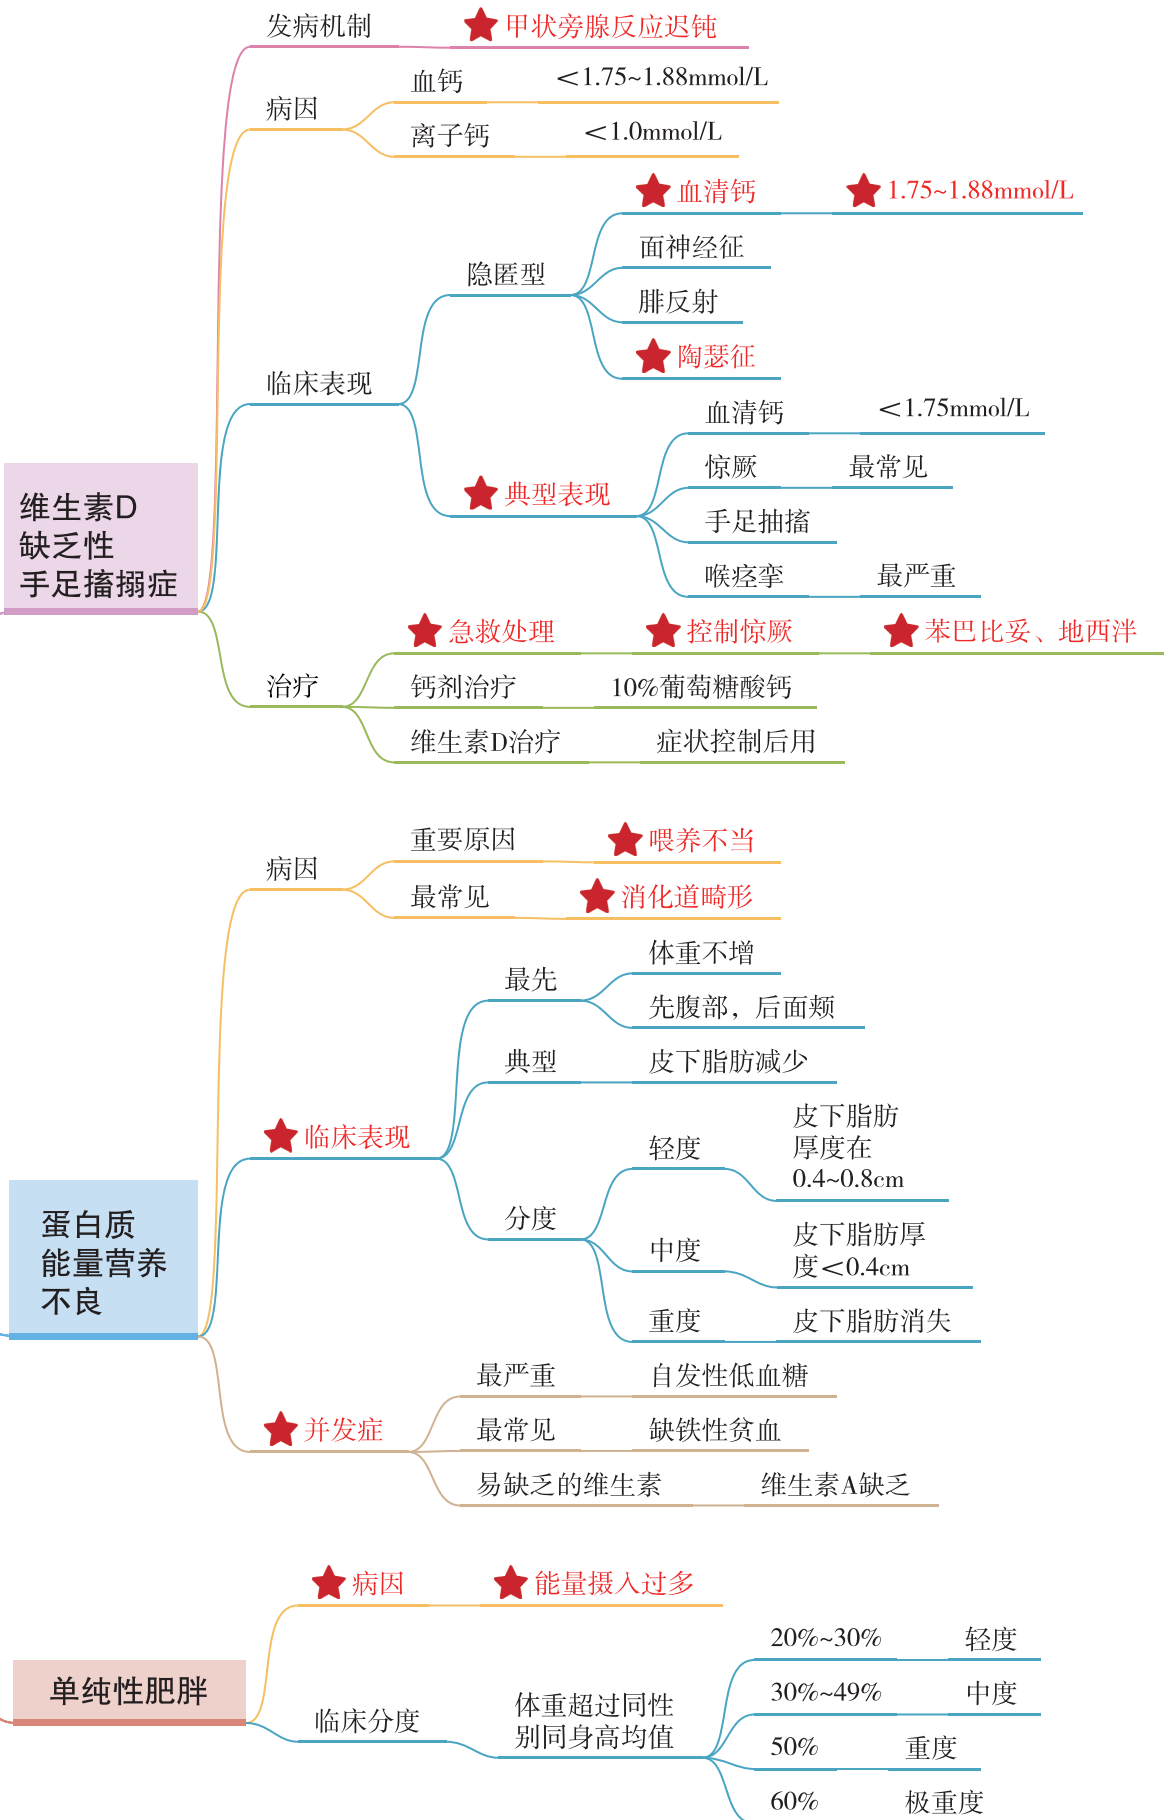 发病机制
甲状旁腺反应迟钝
病因
血钙
<1.75~1.88mmol/L
离子钙
<1.0mmol/L
临床表现
隐匿型
血清钙
1.75~1.88mmol/L
面神经征
腓反射
陶瑟征
典型表现
血清钙
<1.75mmol/L
惊厥
最常见
手足抽搐
喉痉挛
最严重
维生素D
缺乏性
手足搐搦症
治疗
急救处理
控制惊厥
苯巴比妥、地西泮
钙剂治疗
10%葡萄糖酸钙
维生素D治疗
症状控制后用
病因
重要原因
喂养不当
最常见
消化道畸形
临床表现
最先
体重不增
先腹部，后面颊
典型
皮下脂肪减少
分度
轻度
皮下脂肪
厚度在
0.4~0.8cm
中度
皮下脂肪厚
度<0.4cm
重度
皮下脂肪消失
蛋白质
能量营养
不良
并发症
最严重
自发性低血糖
最常见
缺铁性贫血
易缺乏的维生素
维生素A缺乏
病因
能量摄入过多
单纯性肥胖
临床分度
体重超过同性
别同身高均值
20%~30%
轻度
30%~49%
中度
50%
重度
60%
极重度